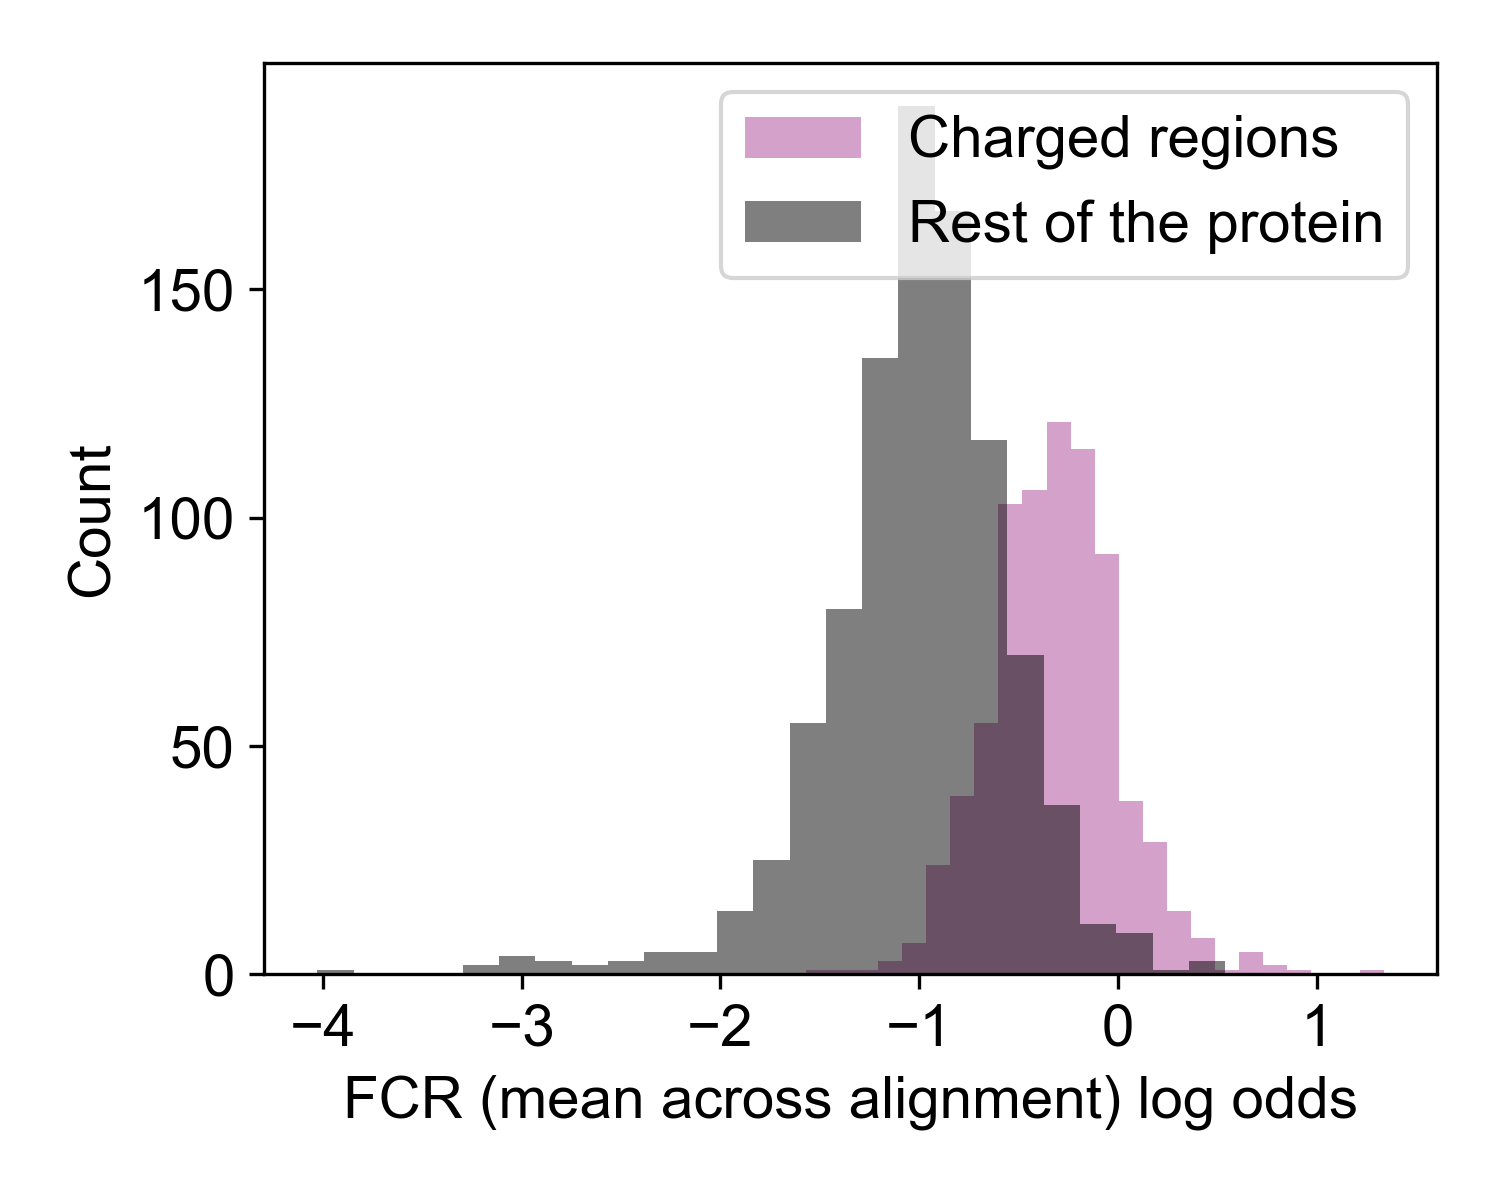 Charged regions
Rest of the protein
150
100
50
0
Count
−4 −3 −2 −1 0 1
FCR (mean across alignment) log odds